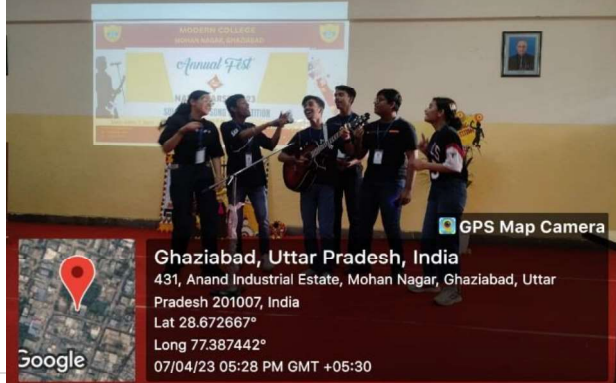 MODERN COLLEGE
MOHAN NAGAR, GHAZIABAD
Annual Fest
GPS Map Camera
Ghaziabad, Uttar Pradesh, India
431, Anand Industrial Estate, Mohan Nagar, Ghaziabad, Uttar
Pradesh 201007, India
Lat 28.672667°
Long 77.387442°
07/04/23 05:28 PM GMT +05:30
Google